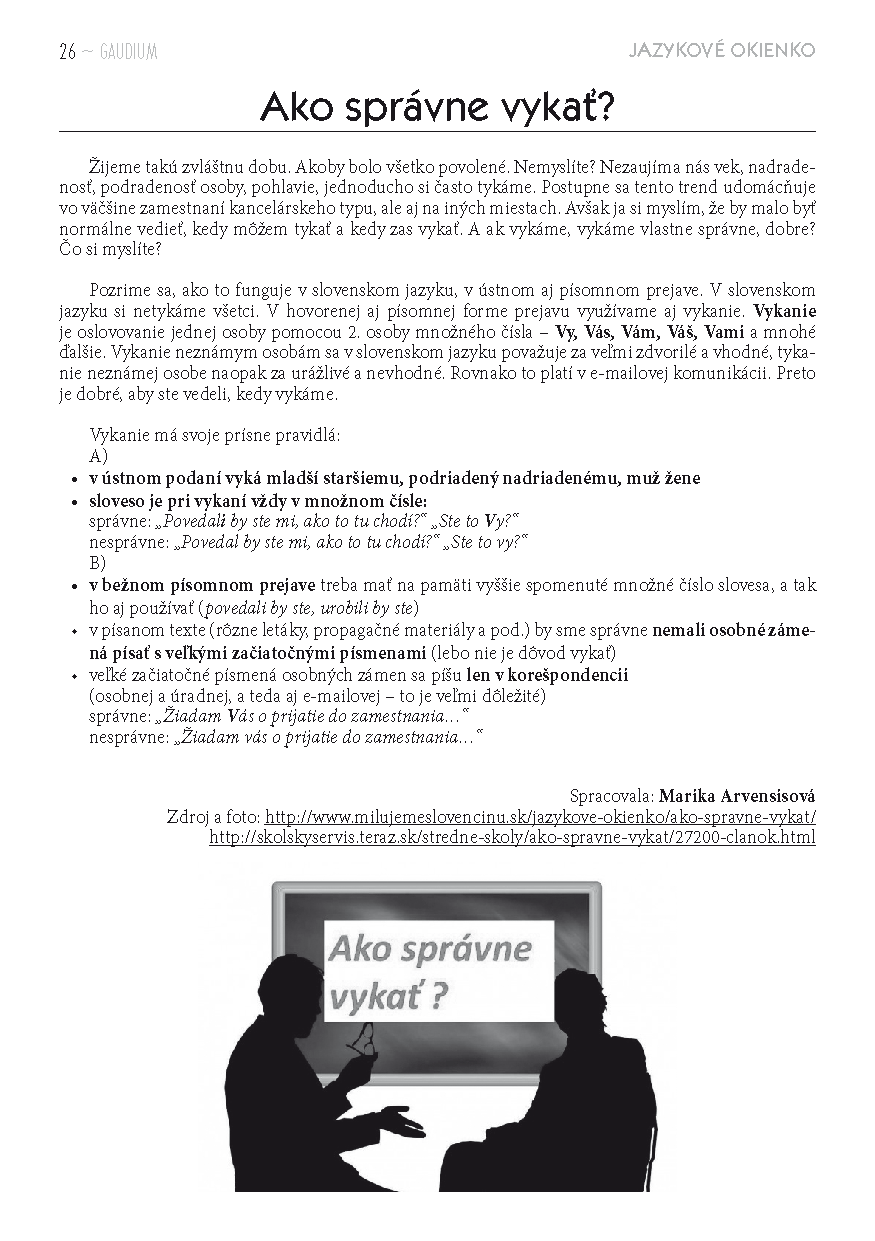 26 ~ GAUDIUM
JAZYKOVÉ OKIENKO
Ako správne vykať?
Žijeme takú zvláštnu dobu. Akoby bolo všetko povolené. Nemyslíte? Nezaujíma nás vek, nadrade-
nosť, podradenosť osoby, pohlavie, jednoducho si často tykáme. Postupne sa tento trend udomácňuje
vo väčšine zamestnaní kancelárskeho typu, ale aj na iných miestach. Avšak ja si myslím, že by malo byť
normálne vedieť, kedy môžem tykať a kedy zas vykať. A ak vykáme, vykáme vlastne správne, dobre?
Čo si myslíte?
Pozrime sa, ako to funguje v slovenskom jazyku, v ústnom aj písomnom prejave. V slovenskom
jazyku si netykáme všetci. V hovorenej aj písomnej forme prejavu využívame aj vykanie. Vykanie
je oslovovanie jednej osoby pomocou 2. osoby množného čísla – Vy, Vás, Vám, Váš, Vami a mnohé
ďalšie. Vykanie neznámym osobám sa v slovenskom jazyku považuje za veľmi zdvorilé a vhodné, tyka-
nie neznámej osobe naopak za urážlivé a nevhodné. Rovnako to platí v e-mailovej komunikácii. Preto
je dobré, aby ste vedeli, kedy vykáme.
Vykanie má svoje prísne pravidlá:
A)
• v ústnom podaní vyká mladší staršiemu, podriadený nadriadenému, muž žene
• sloveso je pri vykaní vždy v množnom čísle:
správne: „Povedali by ste mi, ako to tu chodí?“ „Ste to Vy?“
nesprávne: „Povedal by ste mi, ako to tu chodí?“ „Ste to vy?“
B)
• v bežnom písomnom prejave treba mať na pamäti vyššie spomenuté množné číslo slovesa, a tak
ho aj používať (povedali by ste, urobili by ste)
• v písanom texte (rôzne letáky, propagačné materiály a pod.) by sme správne nemali osobné záme-
ná písať s veľkými začiatočnými písmenami (lebo nie je dôvod vykať)
• veľké začiatočné písmená osobných zámen sa píšu len v korešpondencii
(osobnej a úradnej, a teda aj e-mailovej – to je veľmi dôležité)
správne: „Žiadam Vás o prijatie do zamestnania…“
nesprávne: „Žiadam vás o prijatie do zamestnania…“
Spracovala: Marika Arvensisová
Zdroj a foto: http://www.milujemeslovencinu.sk/jazykove-okienko/ako-spravne-vykat/
http://skolskyservis.teraz.sk/stredne-skoly/ako-spravne-vykat/27200-clanok.html
Ako správne
vykať ?